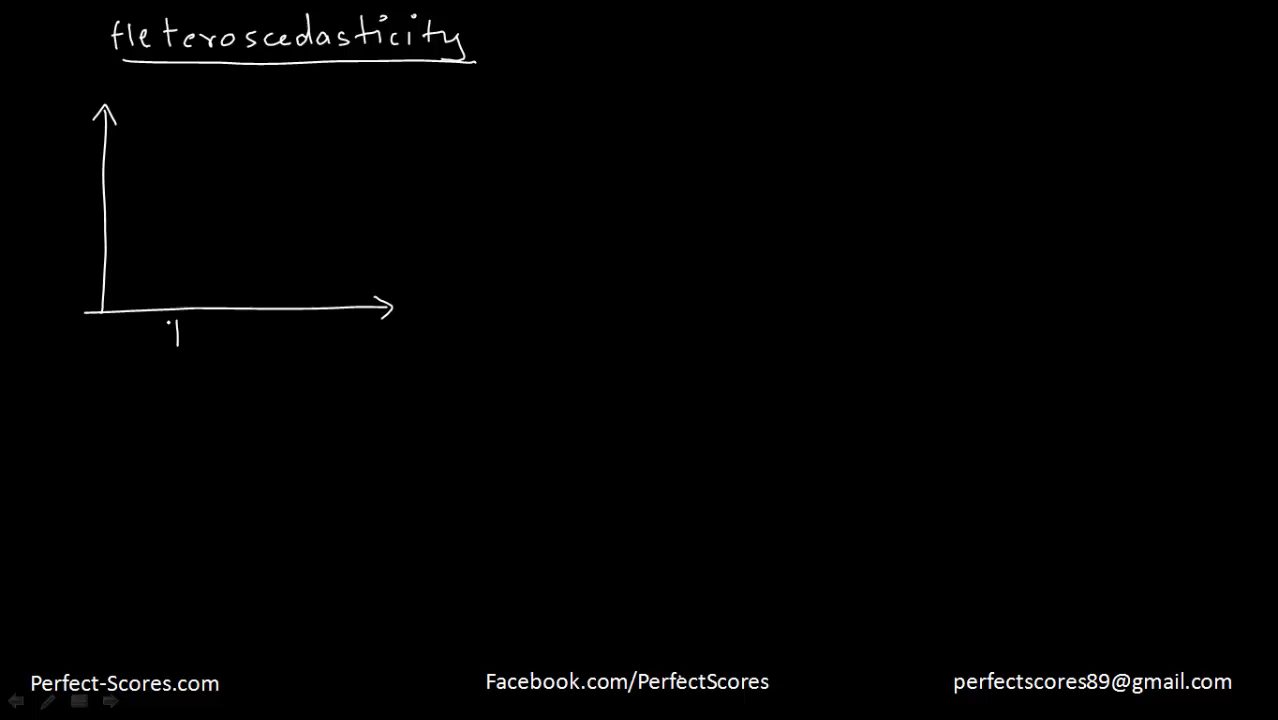 Heteroscedasticity
Perfect-Scores.com
Facebook.com/PerfectScores
perfectscores89@gmail.com